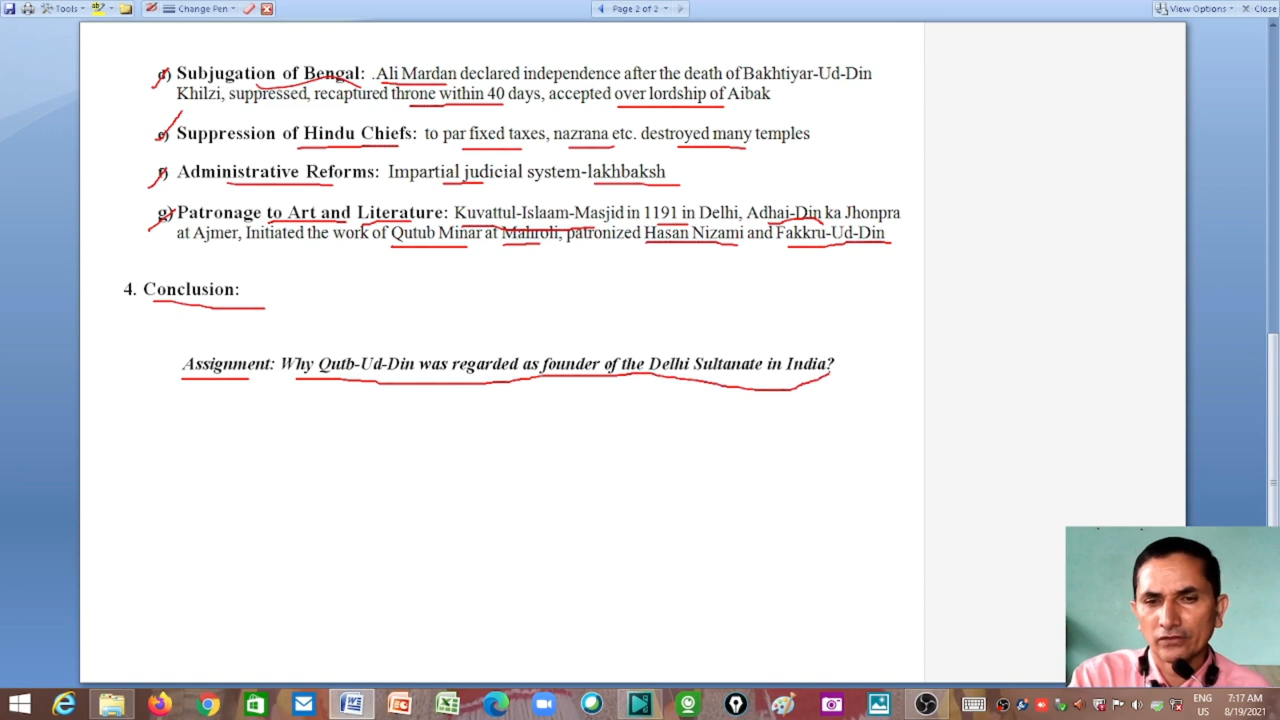 Tools
Change Pen
Page 2 of 2
View Options
Close
d) Subjugation of Bengal: .Ali Mardan declared independence after the death of Bakhtiyar-Ud-Din
Khilzi, suppressed, recaptured throne within 40 days, accepted over lordship of Aibak
e) Suppression of Hindu Chiefs: to par fixed taxes, nazrana etc. destroyed many temples
f) Administrative Reforms: Impartial judicial system-lakhbaksh
g) Patronage to Art and Literature: Kuvattul-Islaam-Masjid in 1191 in Delhi, Adhai-Din ka Jhonpra
at Ajmer, Initiated the work of Qutub Minar at Mahroli, patronized Hasan Nizami and Fakkru-Ud-Din
4. Conclusion:
Assignment: Why Qutb-Ud-Din was regarded as founder of the Delhi Sultanate in India?
ENG
US
7:17 AM
8/19/2021